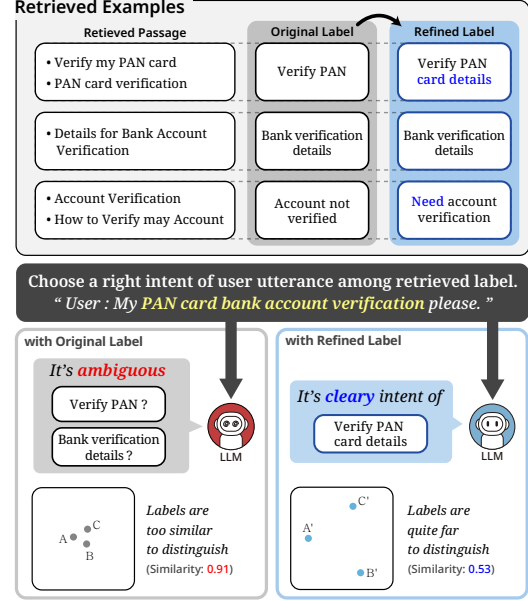 Retrieved Examples
Retieved Passage
Original Label
Refined Label
• Verify my PAN card
• PAN card verification
Verify PAN
Verify PAN
card details
• Details for Bank Account
Verification
Bank verification
details
Bank verification
details
• Account Verification
• How to Verify may Account
Account not
verified
Need account
verification
Choose a right intent of user utterance among retrieved label.
“ User : My PAN card bank account verification please. ”
with Original Label
It's ambiguous
Verify PAN ?
Bank verification
details ?
LLM
A
C
B
Labels are
too similar
to distinguish
(Similarity: 0.91)
with Refined Label
It's cleary intent of
Verify PAN
card details
LLM
C'
A'
B'
Labels are
quite far
to distinguish
(Similarity: 0.53)